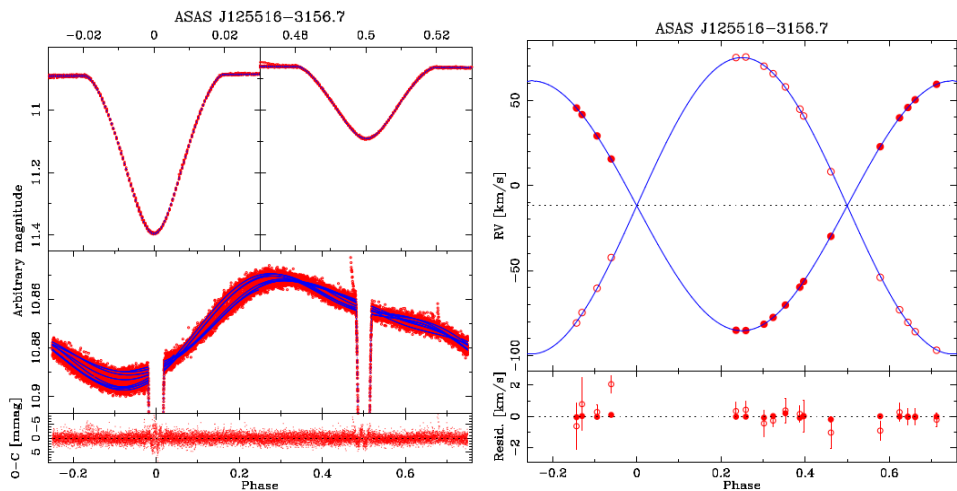 ASAS J125516-3156.7
-0.02 0 0.02 0.48 0.5 0.52
11
11.2
11.4
Arbitrary magnitude
10.86
10.88
10.9
O-C [mmag]
0 -5
5
-0.2 0 0.2 0.4 0.6
Phase
ASAS J125516-3156.7
50
0
-50
-100
RV [km/s]
2
0
-2
Resid. [km/s]
-0.2 0 0.2 0.4 0.6
Phase